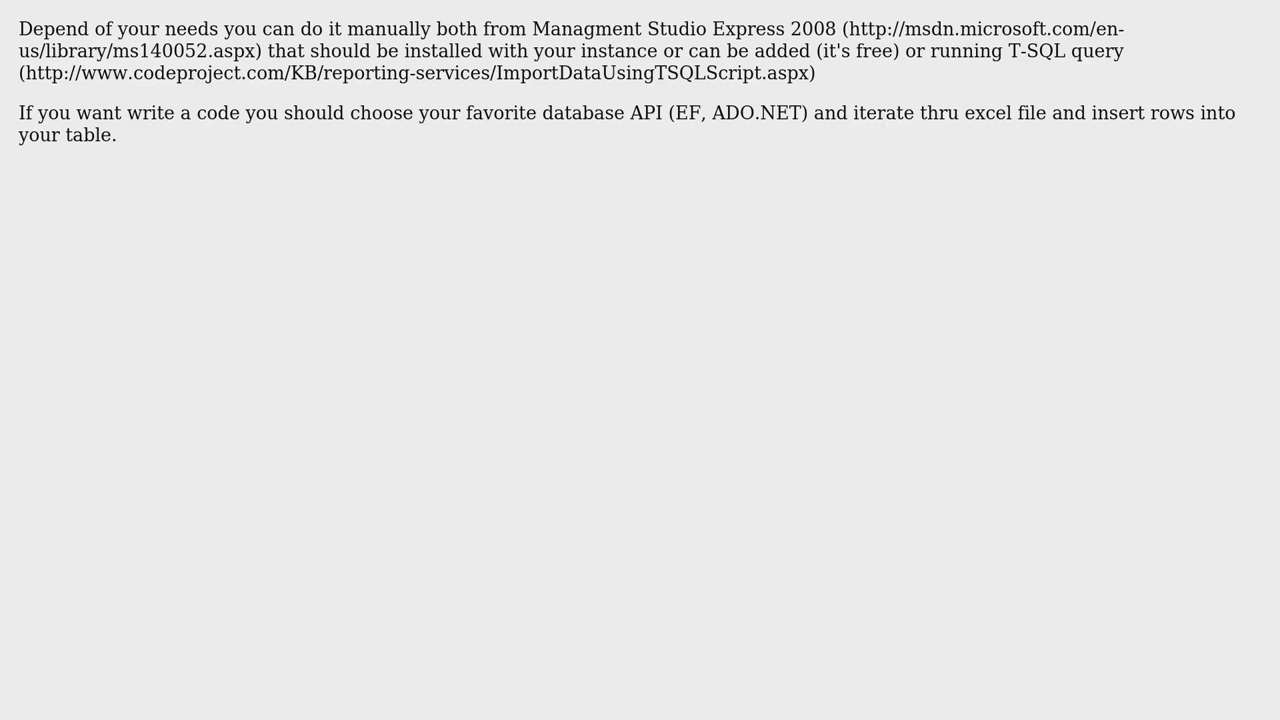 Depend of your needs you can do it manually both from Managment Studio Express 2008 (http://msdn.microsoft.com/en-
us/library/ms140052.aspx) that should be installed with your instance or can be added (it's free) or running T-SQL query
(http://www.codeproject.com/KB/reporting-services/ImportDataUsingTSQLScript.aspx)
If you want write a code you should choose your favorite database API (EF, ADO.NET) and iterate thru excel file and insert rows into
your table.